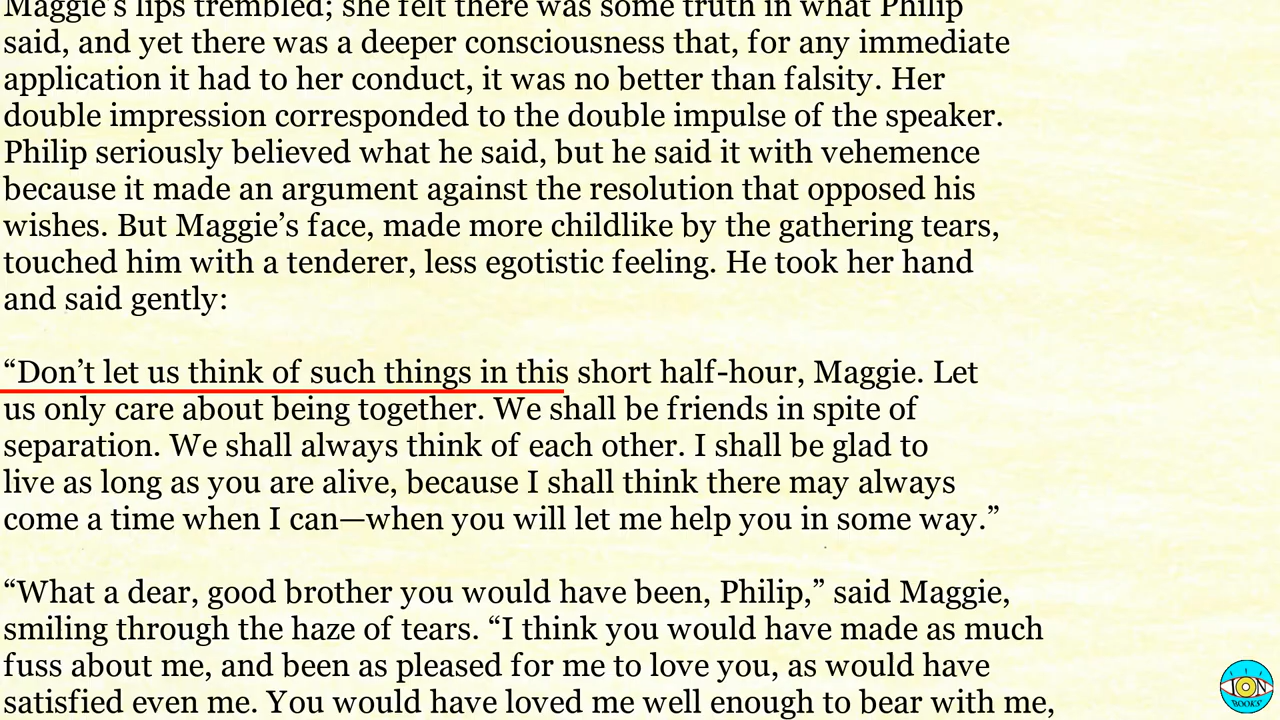 Maggie’s lips trembled; she felt there was some truth in what Philip
said, and yet there was a deeper consciousness that, for any immediate
application it had to her conduct, it was no better than falsity. Her
double impression corresponded to the double impulse of the speaker.
Philip seriously believed what he said, but he said it with vehemence
because it made an argument against the resolution that opposed his
wishes. But Maggie’s face, made more childlike by the gathering tears,
touched him with a tenderer, less egotistic feeling. He took her hand
and said gently:
“Don’t let us think of such things in this short half-hour, Maggie. Let
us only care about being together. We shall be friends in spite of
separation. We shall always think of each other. I shall be glad to
live as long as you are alive, because I shall think there may always
come a time when I can—when you will let me help you in some way.”
“What a dear, good brother you would have been, Philip,” said Maggie,
smiling through the haze of tears. “I think you would have made as much
fuss about me, and been as pleased for me to love you, as would have
satisfied even me. You would have loved me well enough to bear with me,
ION
BOOKS